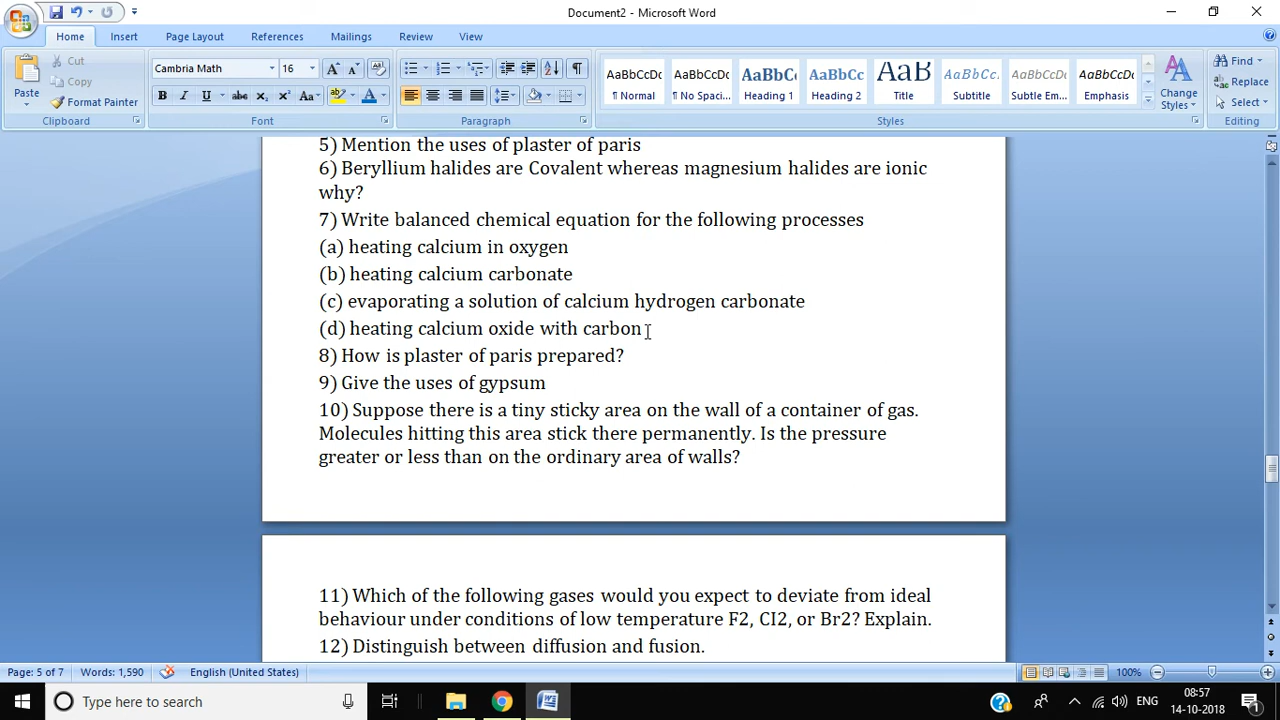 Document2 - Microsoft Word
Home Insert Page Layout References Mailings Review View
Paste
Cut
Copy
Format Painter
Clipboard
Cambria Math 16
Font
Paragraph
AaBbCcDc AaBbCcDc AaBbCc AaBbCc AaB AaBbCc. AaBbCcDc AaBbCcDc
¶ Normal ¶ No Spaci... Heading 1 Heading 2 Title Subtitle Subtle Em... Emphasis
Change Styles
Styles
Find
Replace
Select
Editing
5) Mention the uses of plaster of paris
6) Beryllium halides are Covalent whereas magnesium halides are ionic
why?
7) Write balanced chemical equation for the following processes
(a) heating calcium in oxygen
(b) heating calcium carbonate
(c) evaporating a solution of calcium hydrogen carbonate
(d) heating calcium oxide with carbon
8) How is plaster of paris prepared?
9) Give the uses of gypsum
10) Suppose there is a tiny sticky area on the wall of a container of gas.
Molecules hitting this area stick there permanently. Is the pressure
greater or less than on the ordinary area of walls?
11) Which of the following gases would you expect to deviate from ideal
behaviour under conditions of low temperature F2, CI2, or Br2? Explain.
12) Distinguish between diffusion and fusion.
Page: 5 of 7 Words: 1,590 English (United States) 100%
Type here to search
ENG
08:57
14-10-2018